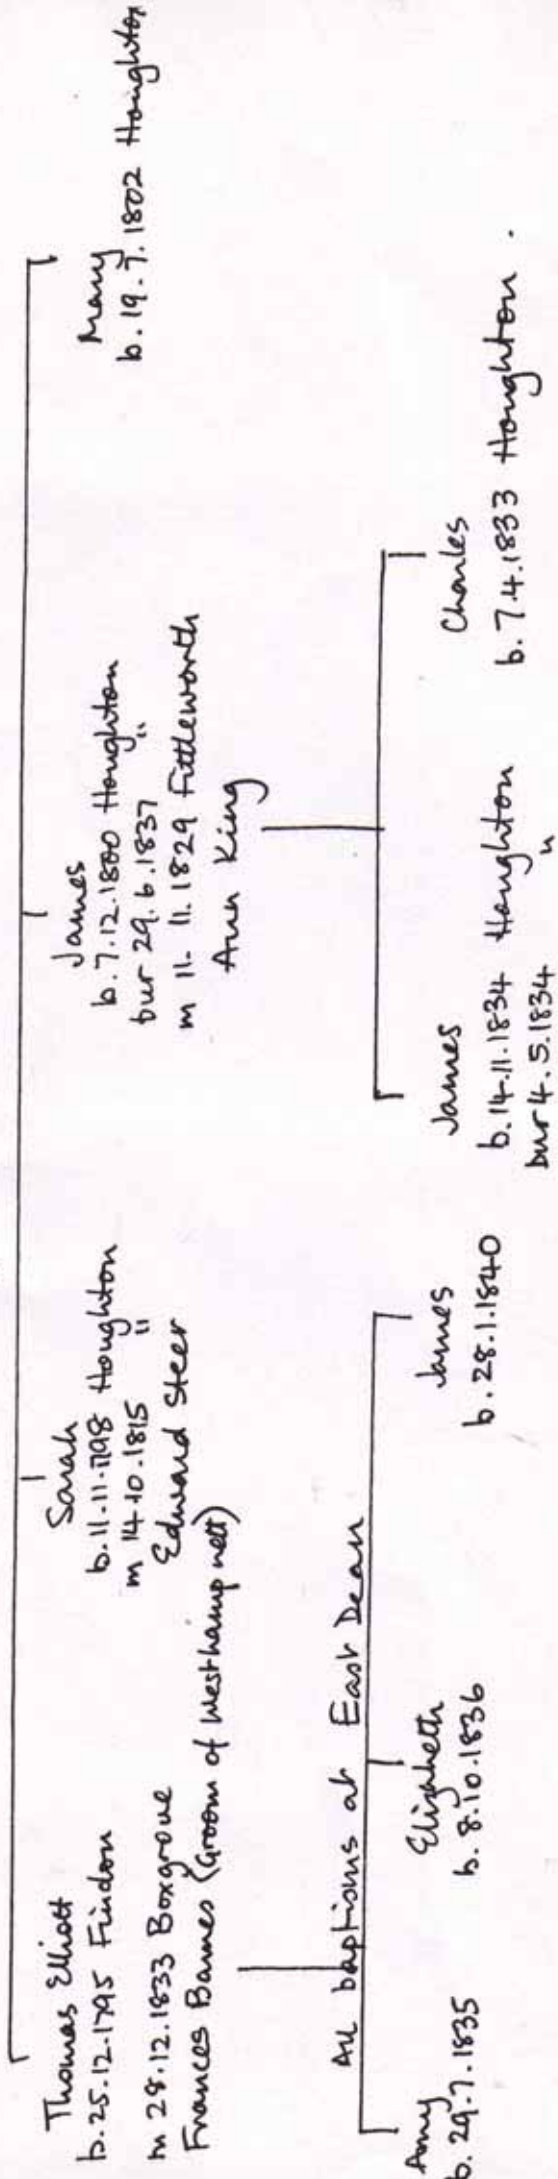 Thomas Elliott
b. 25.12.1795 Findon
m 28.12.1833 Boxgrove
Frances Barnes (Groom of Westhampnett)
Sarah
b. 11.11.1798 Houghton
m 14.10.1815 "
Edward Steer
James
b. 7.12.1800 Houghton
bur 29.6.1837 "
m 11. 11. 1829 Fittleworth
Ann King
Mary
b. 19.7.1802 Houghton
All baptisms at East Dean
Amy
b. 29.7.1835
Elizabeth
b. 8.10.1836
James
b. 28.1.1840
James
b. 14.11.1834 Houghton
bur 4.5.1834 "
Charles
b. 7.4.1833 Houghton.